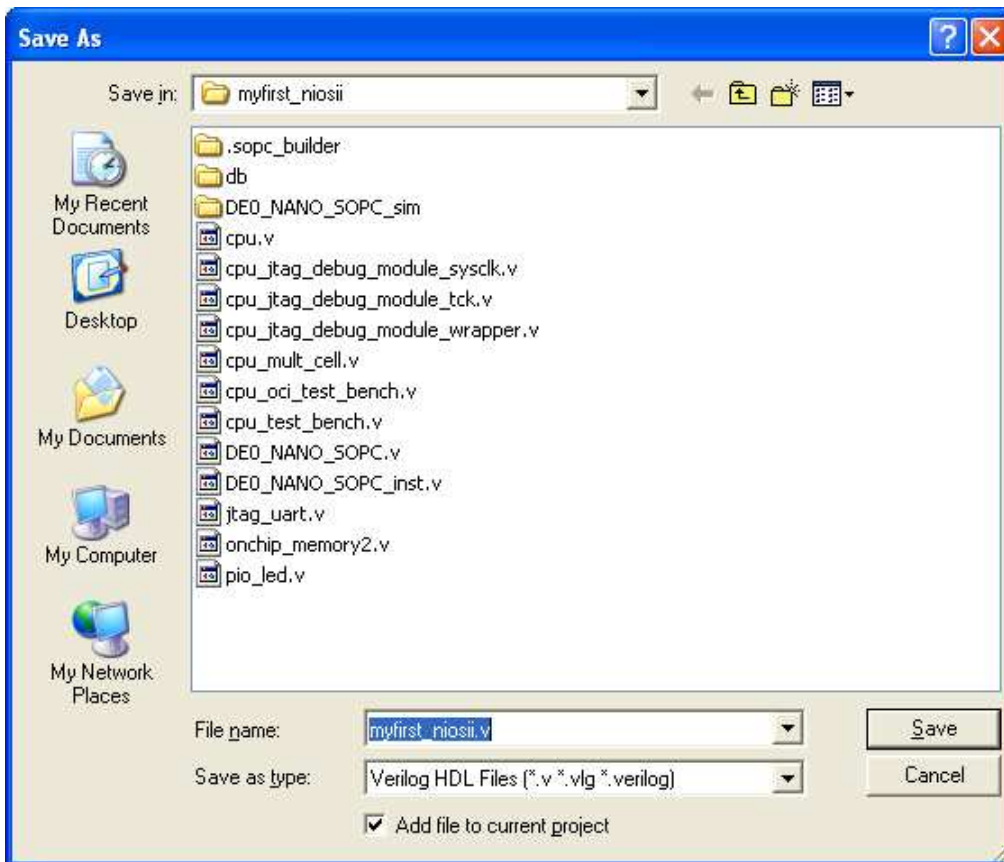 Save As
Save in:
myfirst_niosii
My Recent
Documents
Desktop
My Documents
My Computer
My Network
Places
.sopc_builder
db
DE0_NANO_SOPC_sim
cpu.v
cpu_jtag_debug_module_sysclk.v
cpu_jtag_debug_module_tck.v
cpu_jtag_debug_module_wrapper.v
cpu_mult_cell.v
cpu_oci_test_bench.v
cpu_test_bench.v
DE0_NANO_SOPC.v
DE0_NANO_SOPC_inst.v
jtag_uart.v
onchip_memory2.v
pio_led.v
File name:
myfirst_niosii.v
Save
Save as type:
Verilog HDL Files (*.v *.vlg *.verilog)
Cancel
Add file to current project